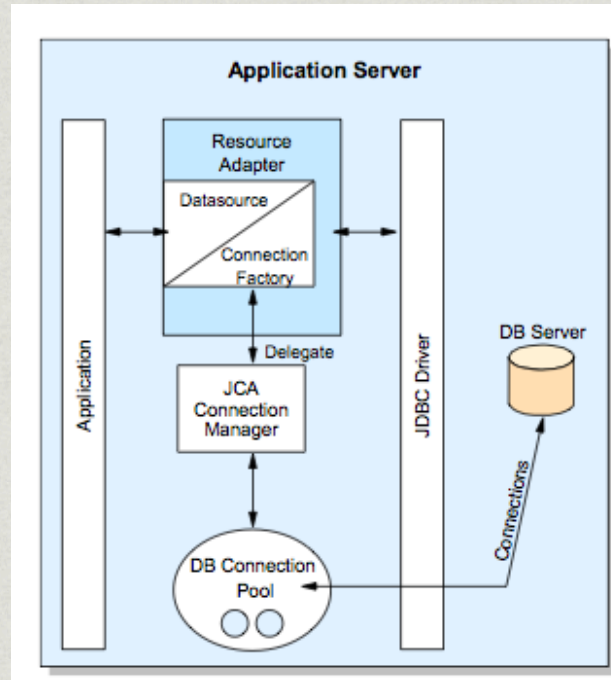 Application Server
Resource
Adapter
Datasource
Connection
Factory
Delegate
JCA
Connection
Manager
DB Connection
Pool
Application
JDBC Driver
DB Server
Connections